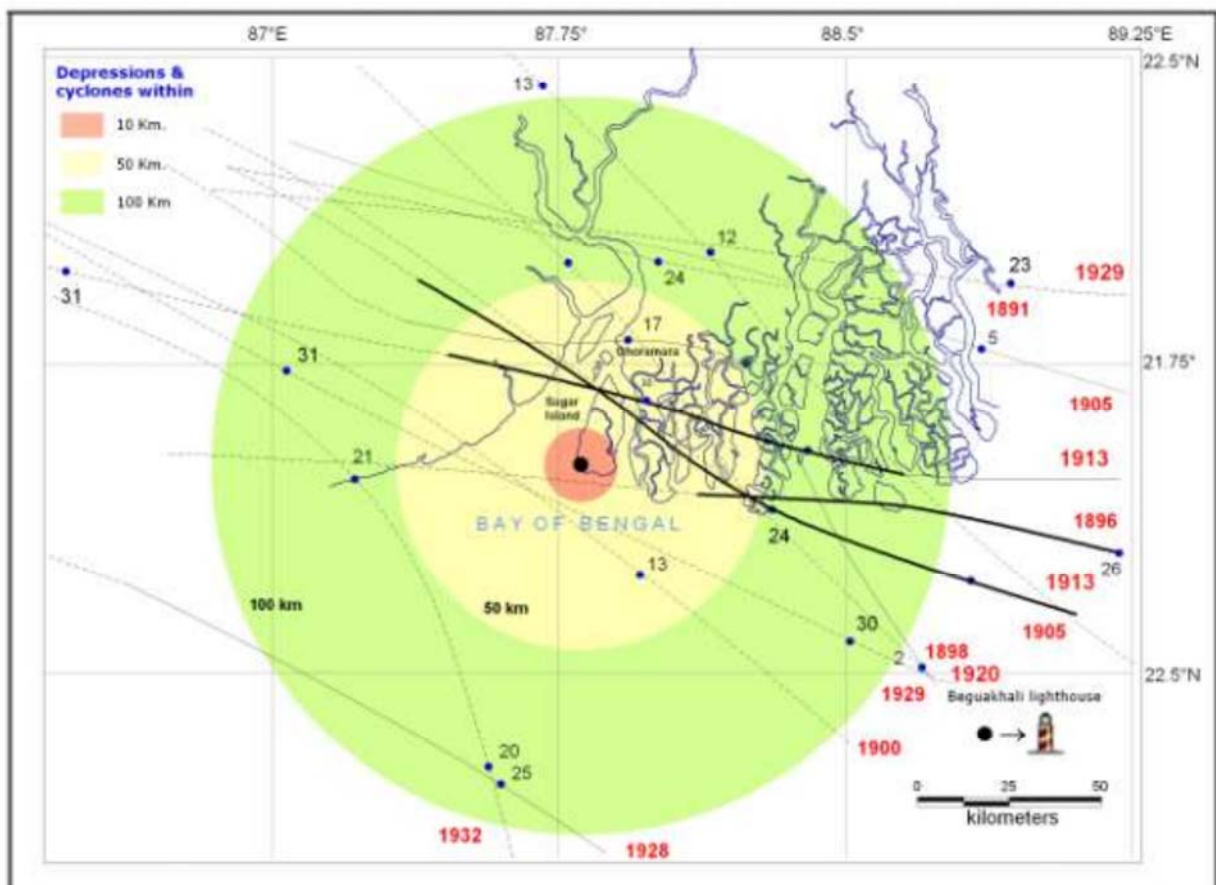 87°E 87.75° 88.5° 89.25°E
22.5°N
Depressions &
cyclones within
10 Km.
50 Km.
100 Km
13
12
24
23
1929
31
1891
17
5
Ghoramara
21.75°
31
1905
Sagar
Island
1913
21
BAY OF BENGAL
1896
24
26
13
1913
100 km
50 km
1905
30
1898
2
1920
22.5°N
1929
Beguakhali lighthouse
1900
20
25
0 25 50
kilometers
1932
1928